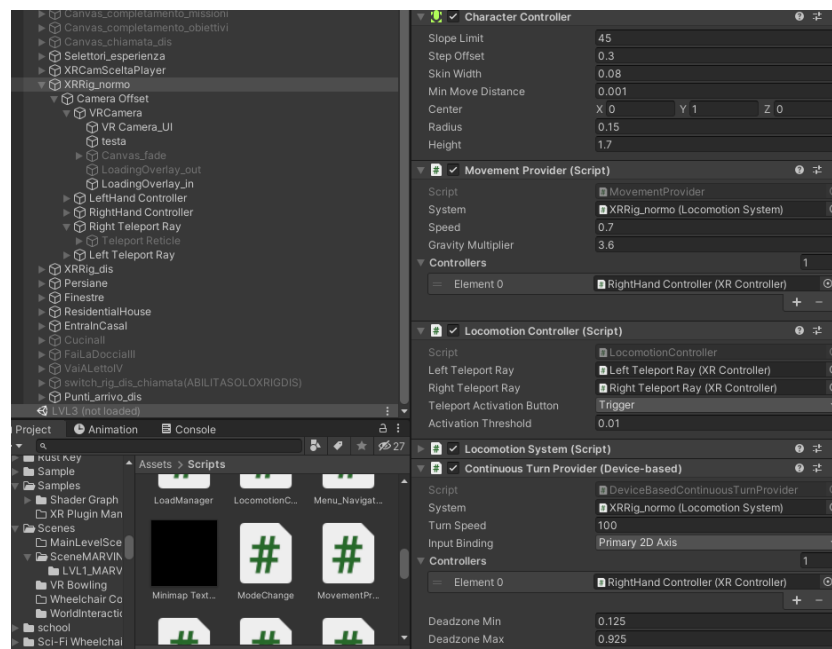 Canvas_completamento_missioni
Canvas_completamento_obiettivi
Canvas_chiamata_dis
Selettori_esperienza
XRCamSceltaPlayer
XRRig_normo
Camera Offset
VRCamera
VR Camera_UI
testa
Canvas_fade
LoadingOverlay_out
LoadingOverlay_in
LeftHand Controller
RightHand Controller
Right Teleport Ray
Teleport Reticle
Left Teleport Ray
XRRig_dis
Persiane
Finestre
ResidentialHouse
EntraInCasaI
CucinaII
FaiLaDocciaIII
VaiALettoIV
switch_rig_dis_chiamata(ABILITASOLOXRIGDIS)
Punti_arrivo_dis
LVL3 (not loaded)
Project Animation Console
27
Rust Key
Sample
Samples
Shader Graph
XR Plugin Man
Scenes
MainLevelSce
SceneMARVIN
LVL1_MARV
VR Bowling
Wheelchair Co
WorldInteractic
school
Sci-Fi Wheelchai
Assets > Scripts
LoadManager LocomotionC... Menu_Navigat...
Minimap Text... ModeChange MovementPr...
Character Controller
Slope Limit 45
Step Offset 0.3
Skin Width 0.08
Min Move Distance 0.001
Center X 0 Y 1 Z 0
Radius 0.15
Height 1.7
Movement Provider (Script)
Script MovementProvider
System XRRig_normo (Locomotion System)
Speed 0.7
Gravity Multiplier 3.6
Controllers 1
Element 0 RightHand Controller (XR Controller)
+ -
Locomotion Controller (Script)
Script LocomotionController
Left Teleport Ray Left Teleport Ray (XR Controller)
Right Teleport Ray Right Teleport Ray (XR Controller)
Teleport Activation Button Trigger
Activation Threshold 0.01
Locomotion System (Script)
Continuous Turn Provider (Device-based)
Script DeviceBasedContinuousTurnProvider
System XRRig_normo (Locomotion System)
Turn Speed 100
Input Binding Primary 2D Axis
Controllers 1
Element 0 RightHand Controller (XR Controller)
+ -
Deadzone Min 0.125
Deadzone Max 0.925